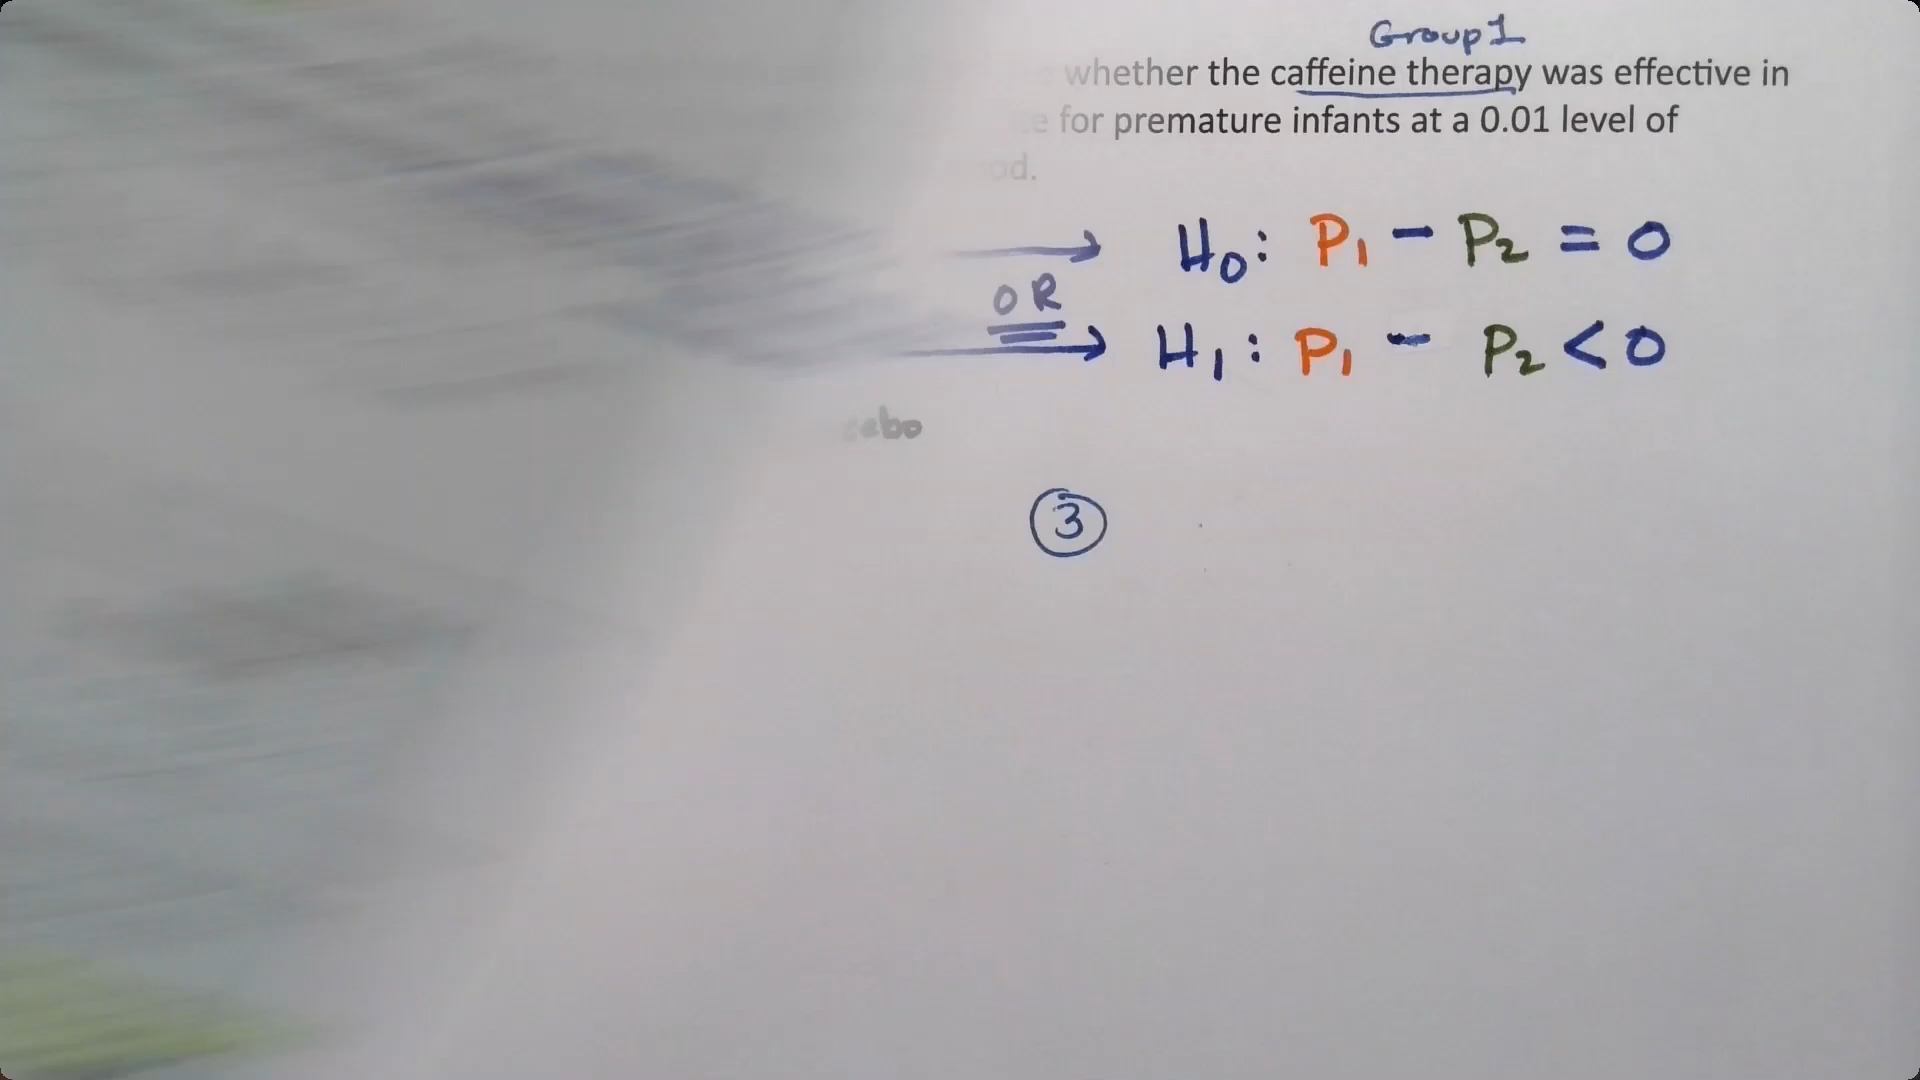 Group 1
whether the caffeine therapy was effective in
for premature infants at a 0.01 level of
H₀: P₁ - P₂ = 0
OR
H₁: P₁ - P₂ < 0
3